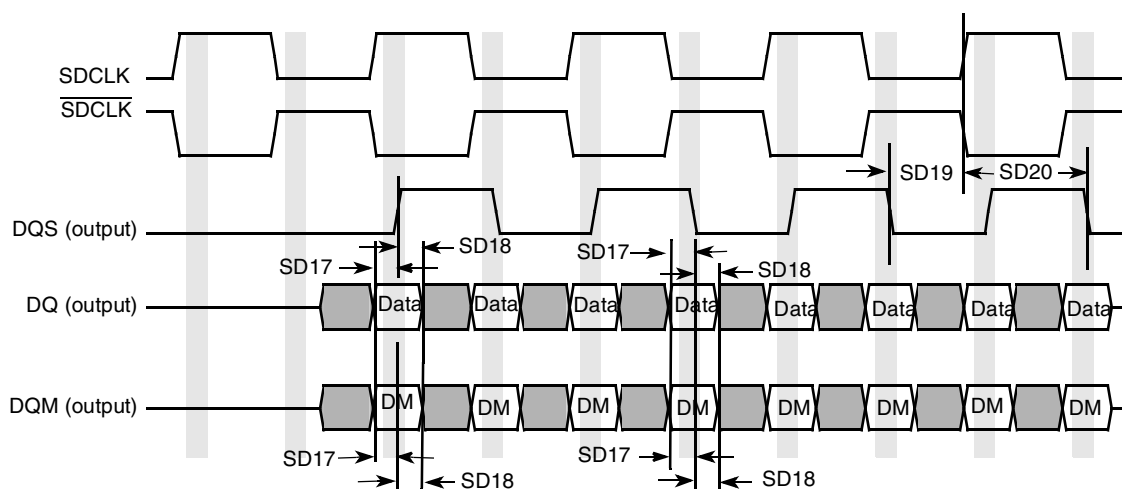 SDCLK
SDCLK
SD19 SD20
DQS (output)
SD18 SD17
SD17 SD18
DQ (output) Data Data Data Data Data Data Data Data
DQM (output) DM DM DM DM DM DM DM DM
SD17 SD17
SD18 SD18